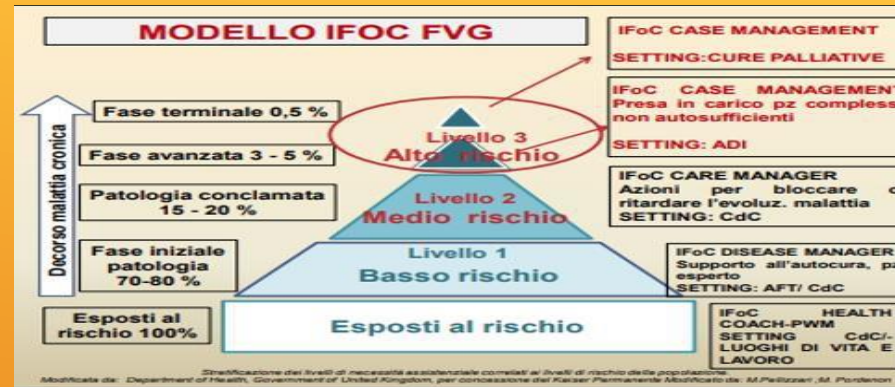 MODELLO IFOC FVG
IFoC CASE MANAGEMENT
SETTING:CURE PALLIATIVE
Fase terminale 0,5 %
Livello 3
Alto rischio
IFoC CASE MANAGEMENT
Presa in carico pz
non autosufficienti
SETTING: ADI
Fase avanzata 3 - 5 %
Decorso malattia cronica
Patologia conclamata
15 - 20 %
Livello 2
Medio rischio
IFoC CARE MANAGER
Azioni per bloccare
ritardare l'evoluz. malattia
SETTING: CdC
Fase iniziale
patologia
70-80 %
Livello 1
Basso rischio
IFoC DISEASE MANAGER
Supporto all'autocura,
esperto
SETTING: AFT/ CdC
Esposti al
rischio 100%
Esposti al rischio
IFoC HEALTH
COACH-PWM
SETTING CdC/-
LUOGHI DI VITA E
LAVORO
Stratificazione dei livelli di necessità assistenziale correlati ai livelli di rischio della popolazione.
Modificata da: Department of Health, Government of United Kingdom, per concessione del Kaiser Permanente Modificato da: M.Pellizzari, M.